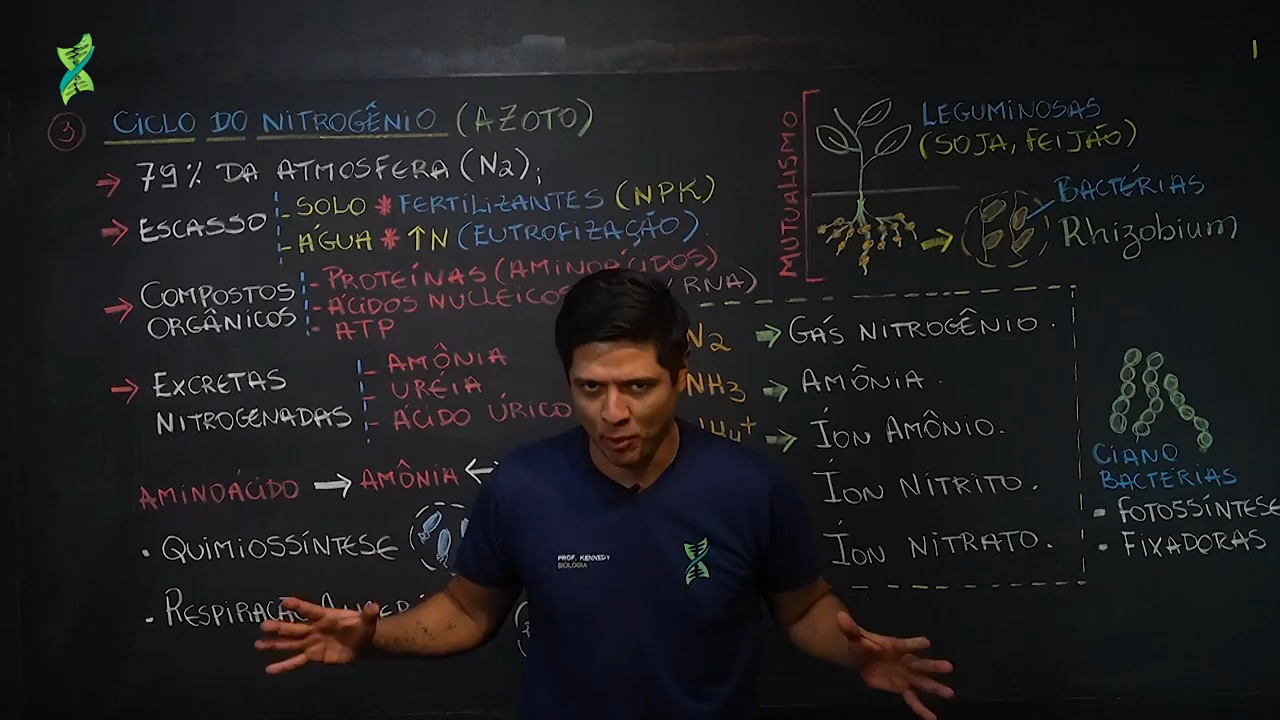 3 CICLO DO NITROGÊNIO (AZOTO)
79% DA ATMOSFERA (N2);
ESCASSO
- SOLO * FERTILIZANTES (NPK)
- ÁGUA * ↑N (EUTROFIZAÇÃO).
COMPOSTOS
ORGÂNICOS
- PROTEÍNAS (AMINOÁCIDOS)
- ÁCIDOS NUCLEICOS RNA)
- ATP
EXCRETAS
NITROGENADAS
- AMÔNIA
- URÉIA
- ÁCIDO ÚRICO
AMINOÁCIDO → AMÔNIA ←
• QUIMIOSSÍNTESE
• RESPIRAÇÃO
MUTUALISMO
LEGUMINOSAS
(SOJA, FEIJÃO)
BACTÉRIAS
Rhizobium
N2 → GÁS NITROGÊNIO.
NH3 → AMÔNIA.
NH4+ → ÍON AMÔNIO.
ÍON NITRITO.
ÍON NITRATO.
CIANO
BACTÉRIAS
• FOTOSSÍNTESE
• FIXADORAS
PROF. KENNEDY
BIOLOGIA